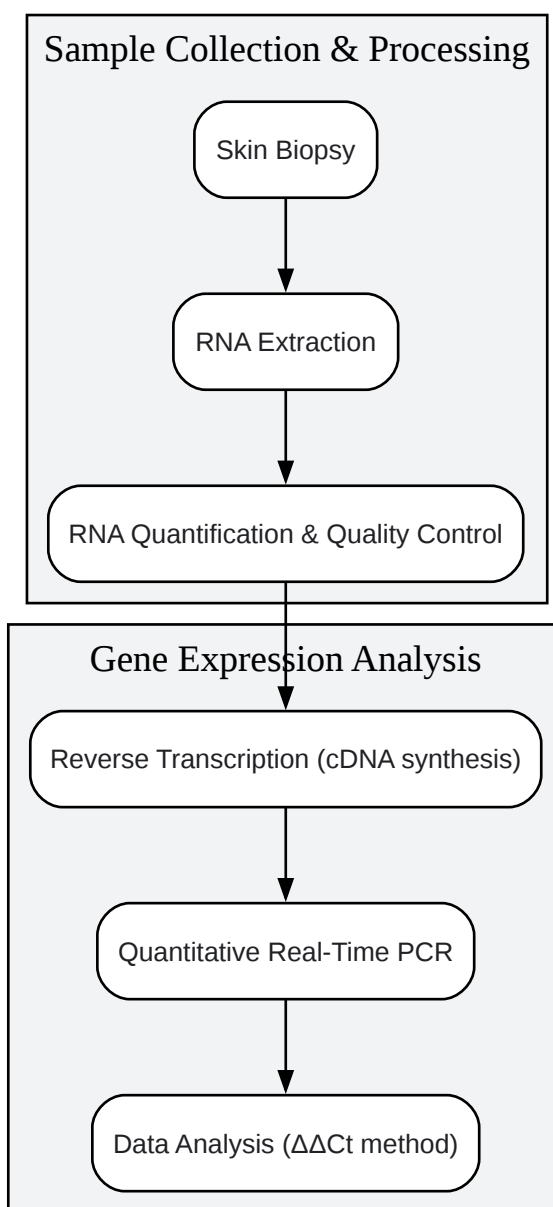 Sample Collection & Processing
Skin Biopsy
RNA Extraction
RNA Quantification & Quality Control
Gene Expression Analysis
Reverse Transcription (cDNA synthesis)
Quantitative Real-Time PCR
Data Analysis (ΔΔCt method)